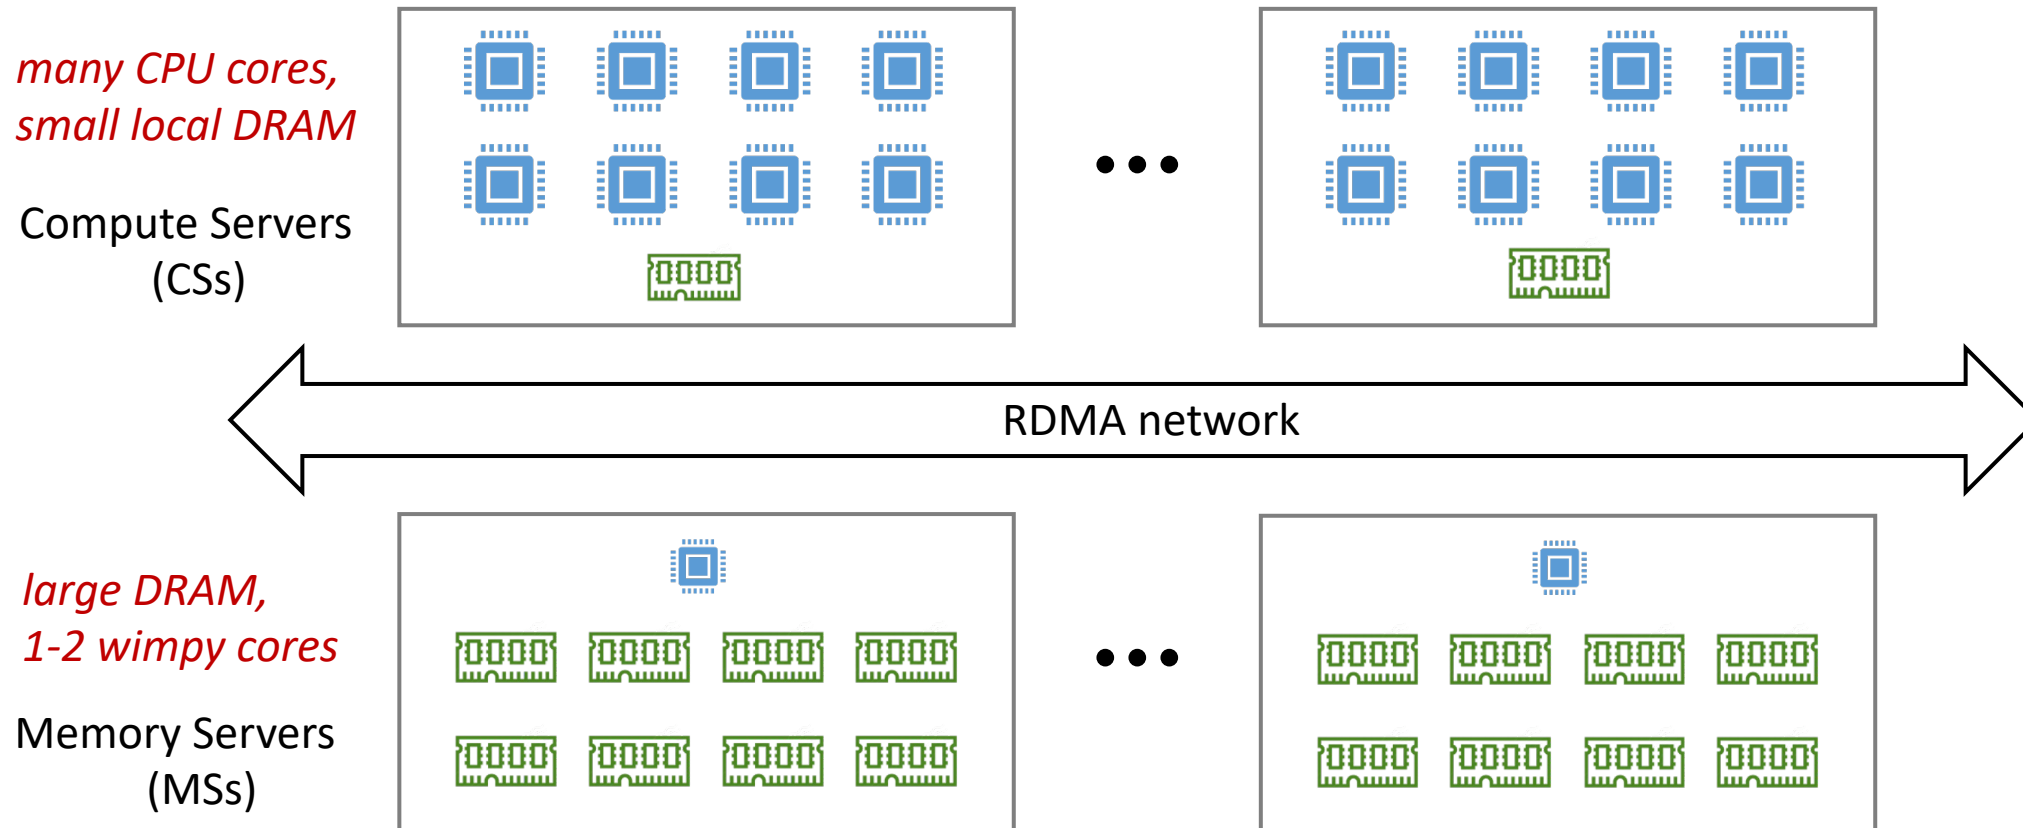 many CPU cores,
small local DRAM
Compute Servers
(CSs)
RDMA network
large DRAM,
1-2 wimpy cores
Memory Servers
(MSs)